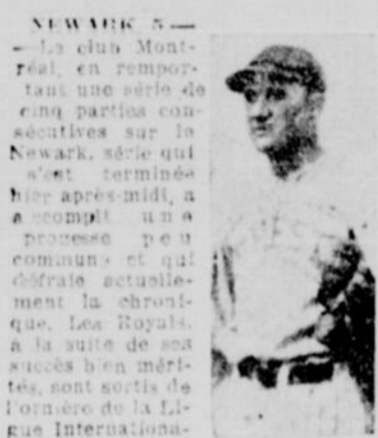 NEWARK 5 —
—Le club Mont-
réal, en rempor-
tant une série de
cinq parties con-
sécutives sur le
Newark, série qui
s'est terminée
hier après-midi, a
accompli une
prouesse peu
commune et qui
défraie actuelle-
ment la chroni-
que. Les Royals,
à la suite de ses
succès bien méri-
tés, sont sortis de
l'ornière de la Li-
gue Internationa-